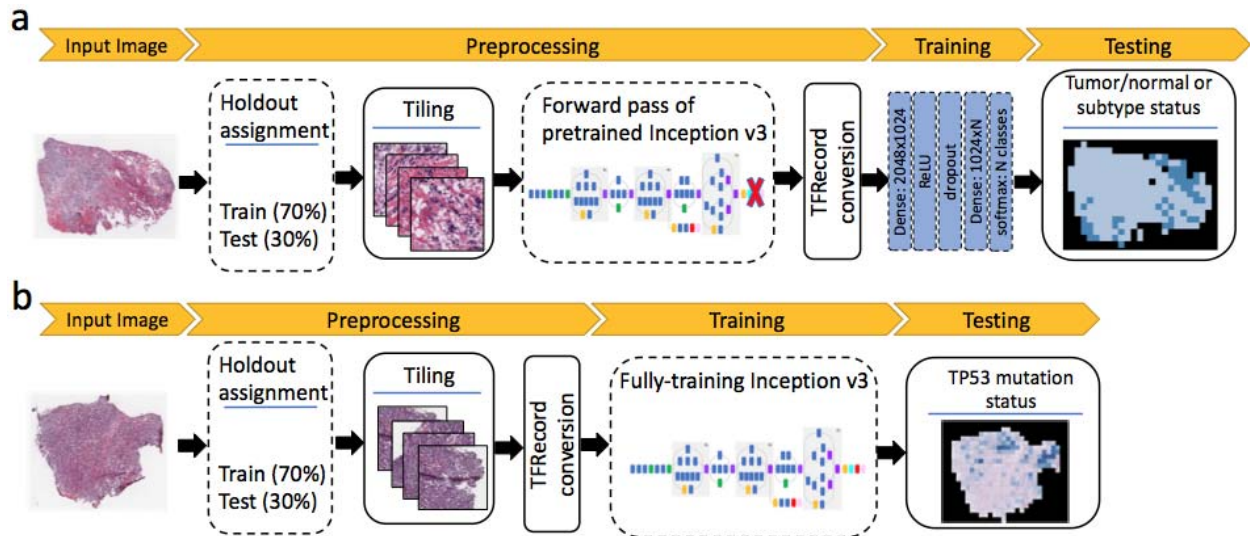 a
Input Image
Preprocessing
Training
Testing
Holdout
assignment
Train (70%)
Test (30%)
Tiling
Forward pass of
pretrained Inception v3
X
TFRecord
conversion
Dense: 2048x1024
ReLU
dropout
Dense: 1024xN
softmax: N classes
Tumor/normal or
subtype status
b
Input Image
Preprocessing
Training
Testing
Holdout
assignment
Train (70%)
Test (30%)
Tiling
TFRecord
conversion
Fully-training Inception v3
TP53 mutation
status